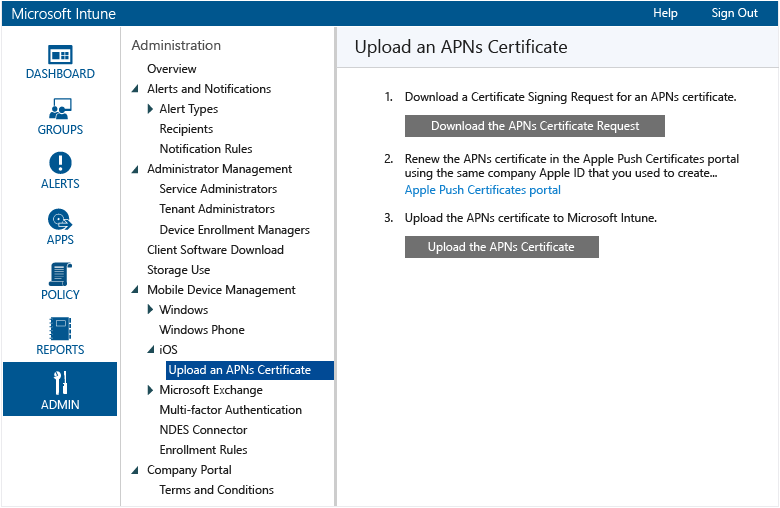 Microsoft Intune
Help
Sign Out
DASHBOARD
GROUPS
ALERTS
APPS
POLICY
REPORTS
ADMIN
Administration
Overview
Alerts and Notifications
Alert Types
Recipients
Notification Rules
Administrator Management
Service Administrators
Tenant Administrators
Device Enrollment Managers
Client Software Download
Storage Use
Mobile Device Management
Windows
Windows Phone
iOS
Upload an APNs Certificate
Microsoft Exchange
Multi-factor Authentication
NDES Connector
Enrollment Rules
Company Portal
Terms and Conditions
Upload an APNs Certificate
1. Download a Certificate Signing Request for an APNs certificate.
Download the APNs Certificate Request
2. Renew the APNs certificate in the Apple Push Certificates portal
using the same company Apple ID that you used to create...
Apple Push Certificates portal
3. Upload the APNs certificate to Microsoft Intune.
Upload the APNs Certificate